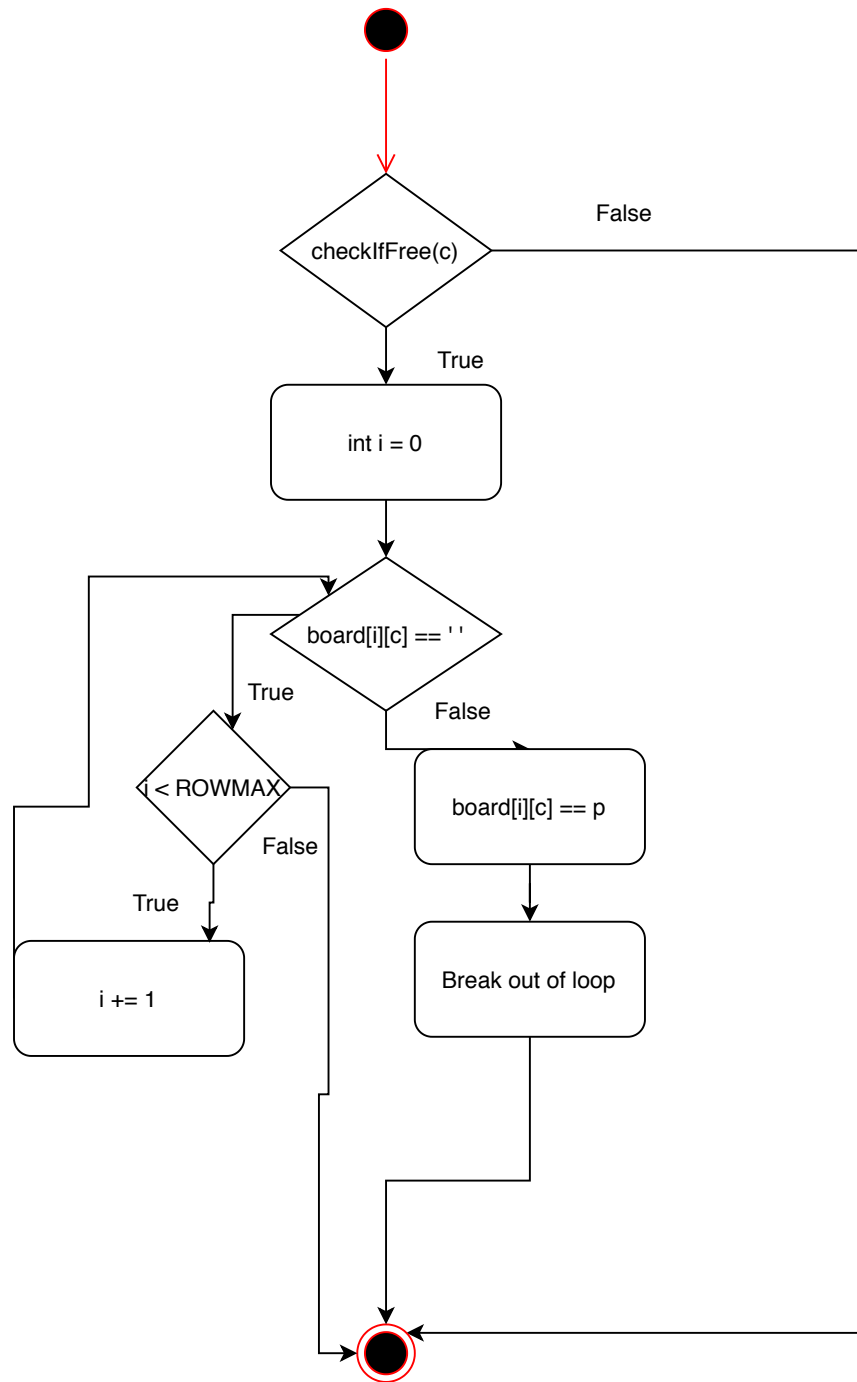 False
checkIfFree(c)
True
int i = 0
board[i][c] == ' '
True
False
i < ROWMAX
board[i][c] == p
False
True
Break out of loop
i += 1